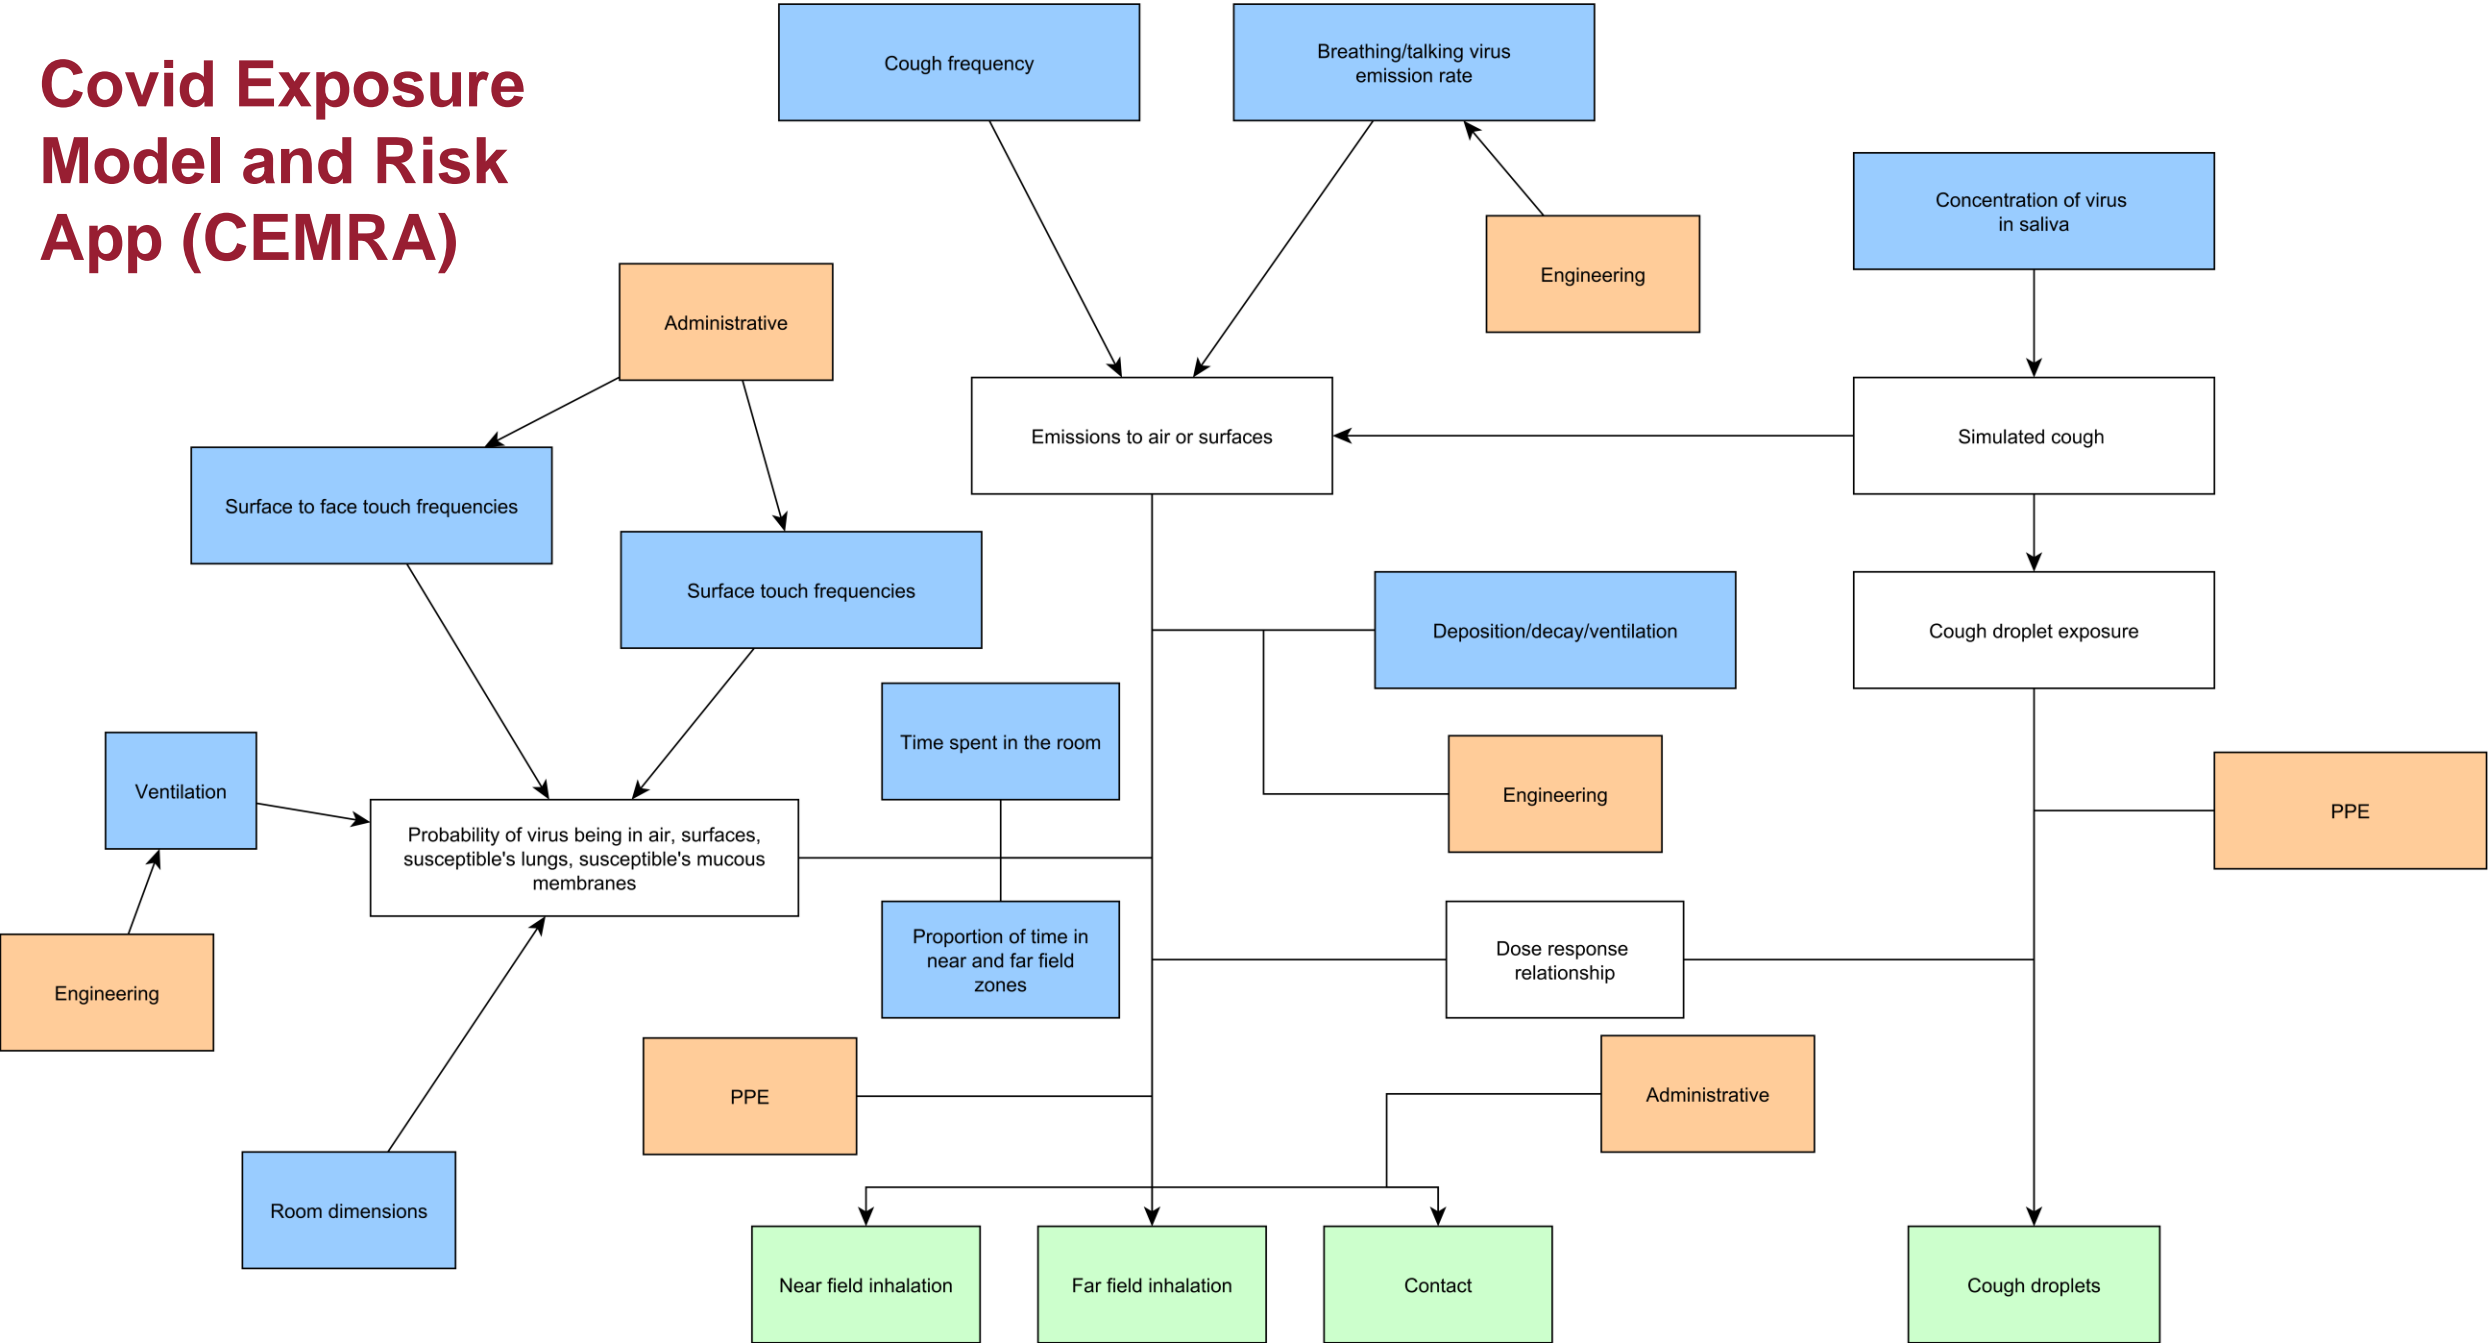 Covid Exposure
Model and Risk
App (CEMRA)
Cough frequency
Breathing/talking virus
emission rate
Concentration of virus
in saliva
Engineering
Administrative
Emissions to air or surfaces
Simulated cough
Surface to face touch frequencies
Surface touch frequencies
Deposition/decay/ventilation
Cough droplet exposure
Time spent in the room
Ventilation
Engineering
PPE
Probability of virus being in air, surfaces,
susceptible's lungs, susceptible's mucous
membranes
Proportion of time in
near and far field
zones
Dose response
relationship
Engineering
PPE
Administrative
Room dimensions
Near field inhalation
Far field inhalation
Contact
Cough droplets